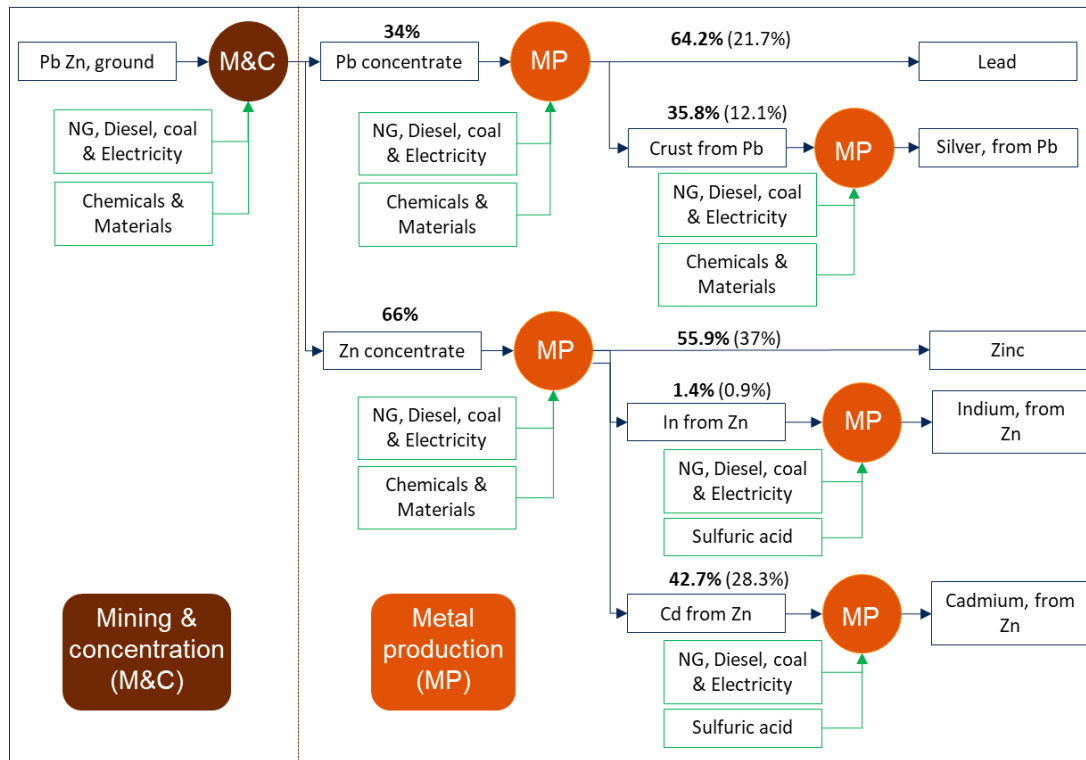 34%
64.2% (21.7%)
Pb Zn, ground
M&C
Pb concentrate
MP
Lead
35.8% (12.1%)
NG, Diesel, coal
& Electricity
NG, Diesel, coal
& Electricity
Crust from Pb
MP
Silver, from Pb
Chemicals &
Materials
Chemicals &
Materials
NG, Diesel, coal
& Electricity
Chemicals &
Materials
66%
55.9% (37%)
Zn concentrate
MP
Zinc
1.4% (0.9%)
NG, Diesel, coal
& Electricity
In from Zn
MP
Indium, from
Zn
Chemicals &
Materials
NG, Diesel, coal
& Electricity
Sulfuric acid
42.7% (28.3%)
Mining &
concentration
(M&C)
Metal
production
(MP)
Cd from Zn
MP
Cadmium, from
Zn
NG, Diesel, coal
& Electricity
Sulfuric acid